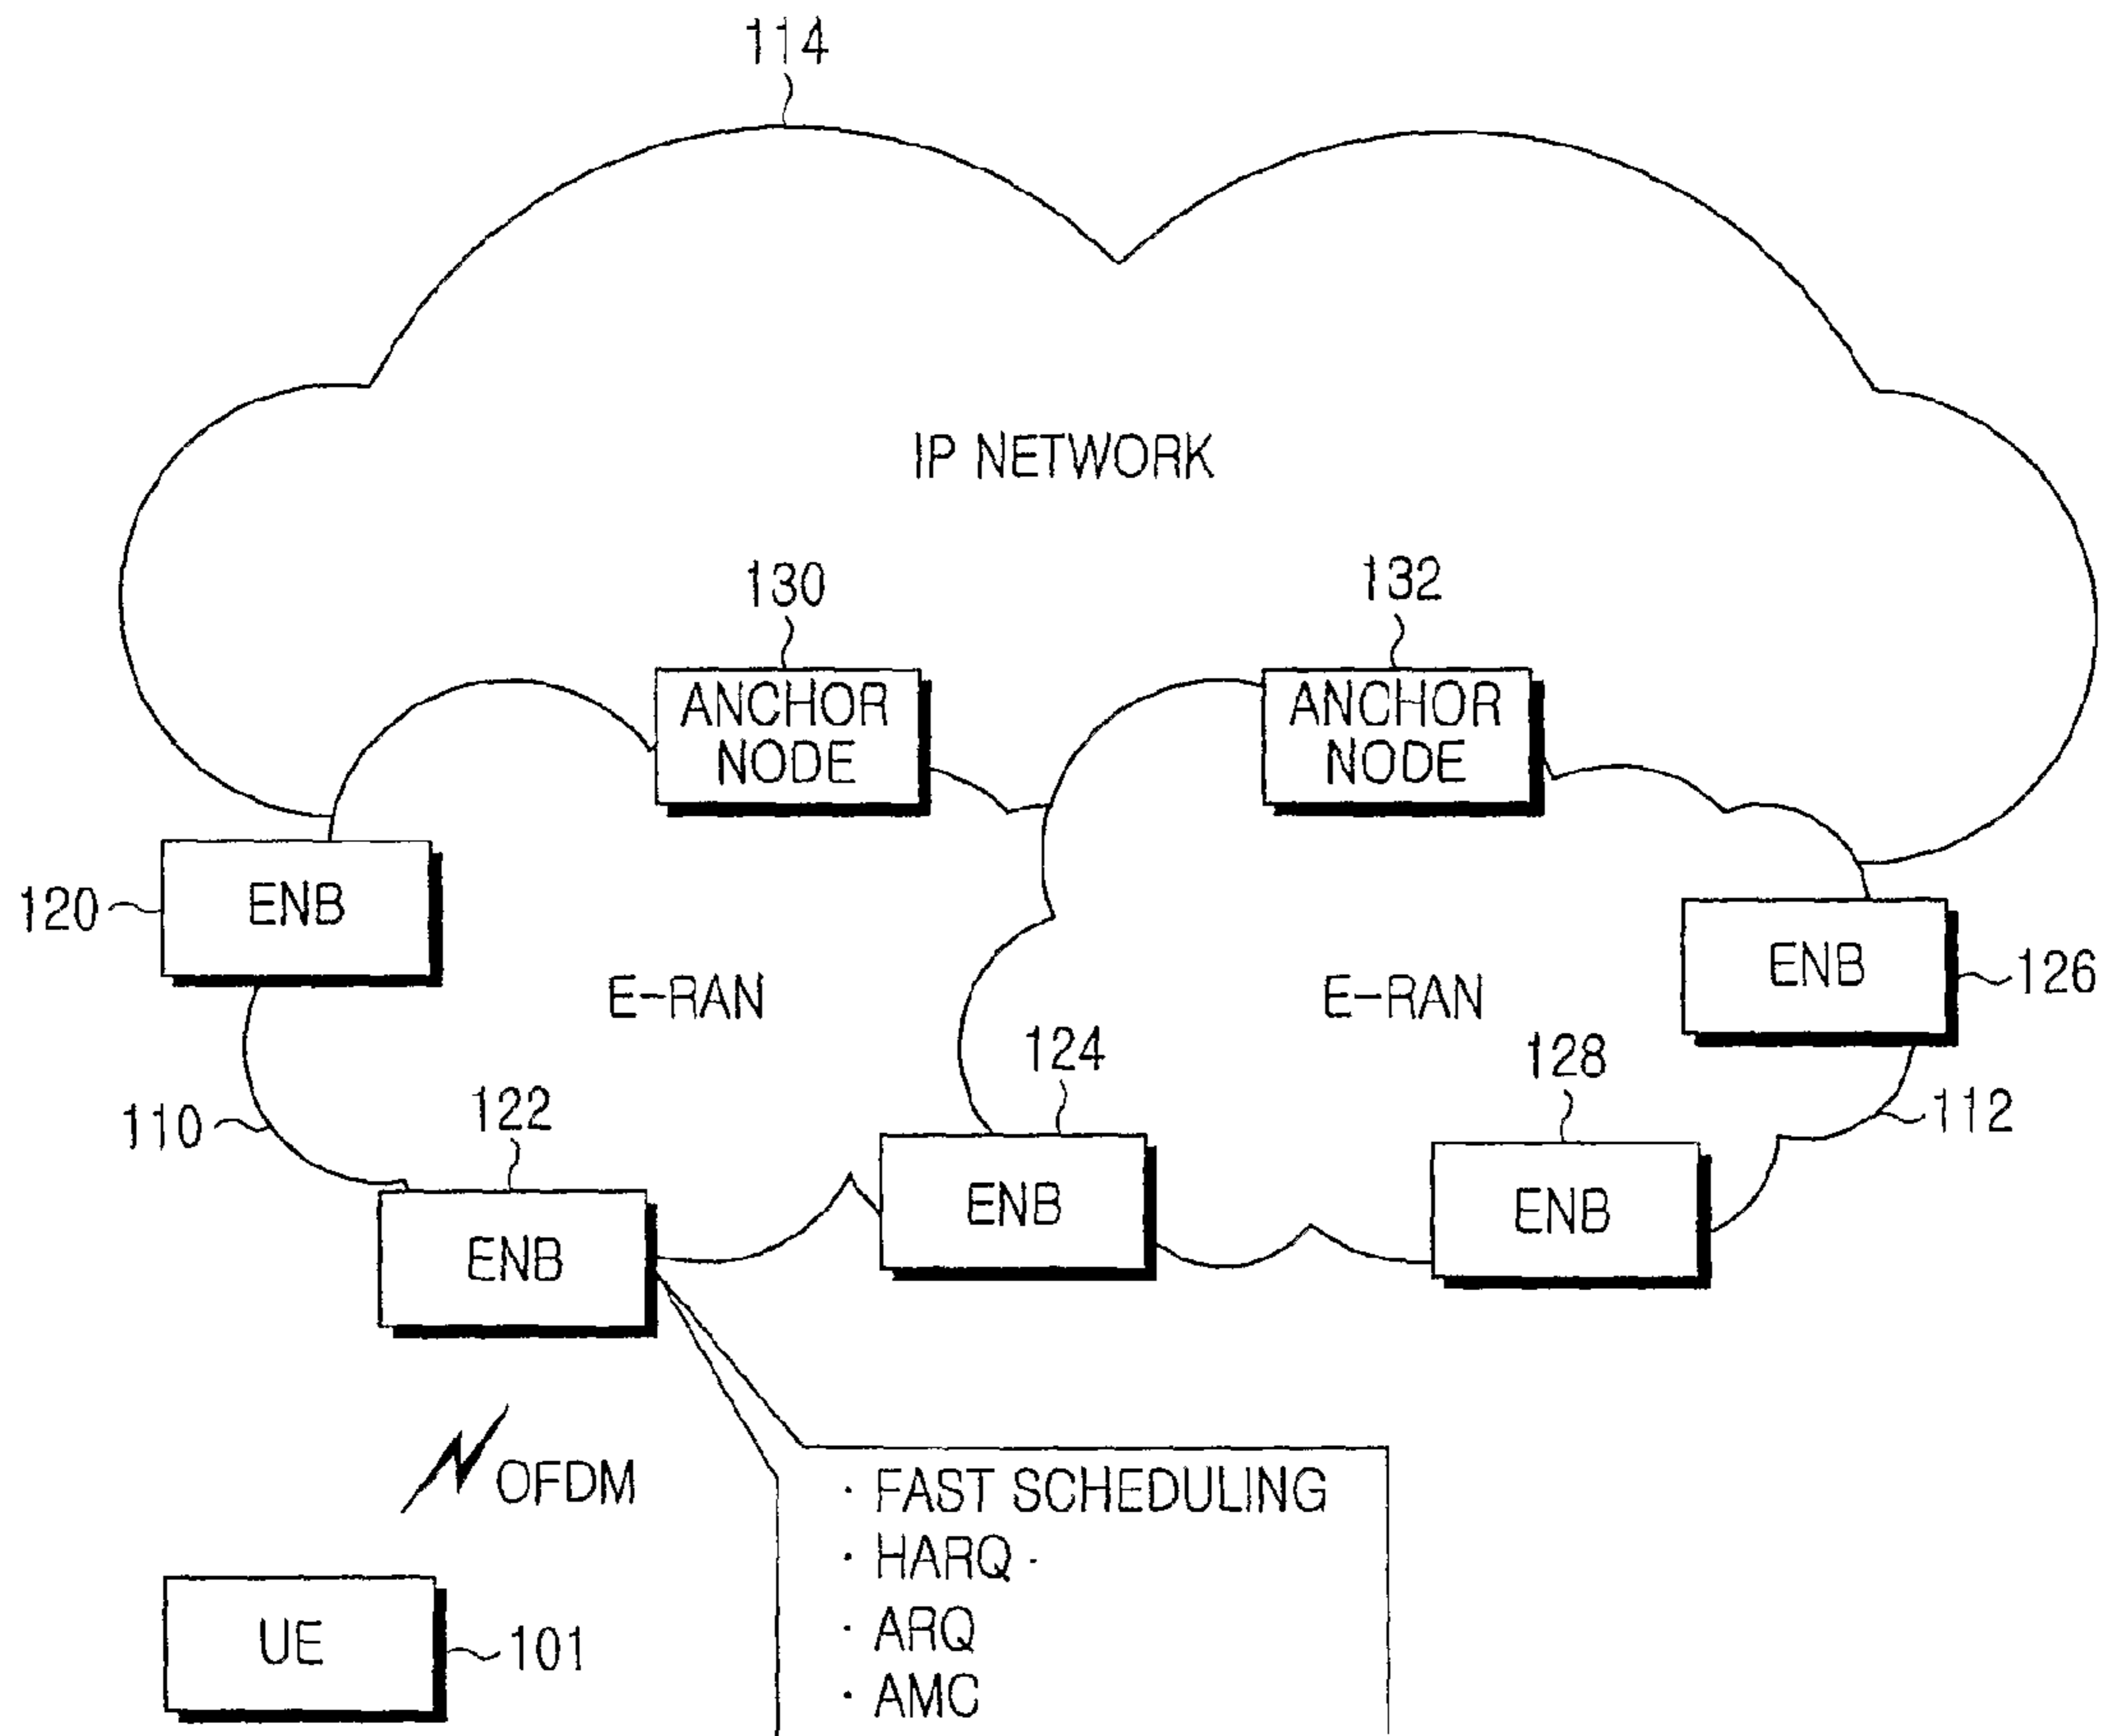 114
IP NETWORK
130
132
ANCHOR
NODE
ANCHOR
NODE
120
ENB
ENB
126
E-RAN
E-RAN
124
128
110
122
112
ENB
ENB
ENB
OFDM
· FAST SCHEDULING
· HARQ
· ARQ
· AMC
UE
101